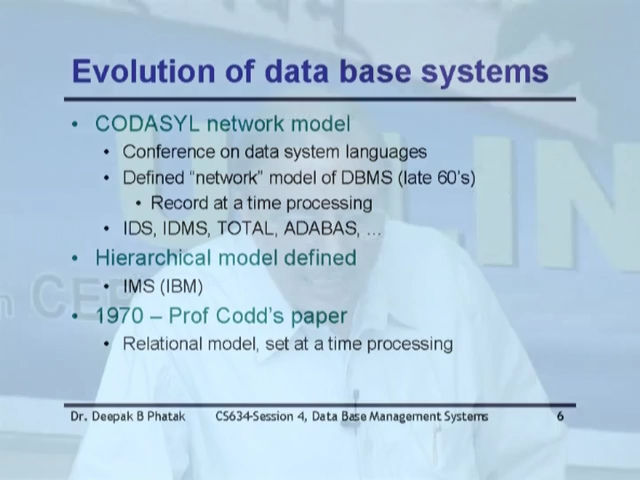 Evolution of data base systems
• CODASYL network model
• Conference on data system languages
• Defined “network” model of DBMS (late 60’s)
• Record at a time processing
• IDS, IDMS, TOTAL, ADABAS, ...
• Hierarchical model defined
• IMS (IBM)
• 1970 – Prof Codd’s paper
• Relational model, set at a time processing
Dr. Deepak B Phatak CS634-Session 4, Data Base Management Systems 6